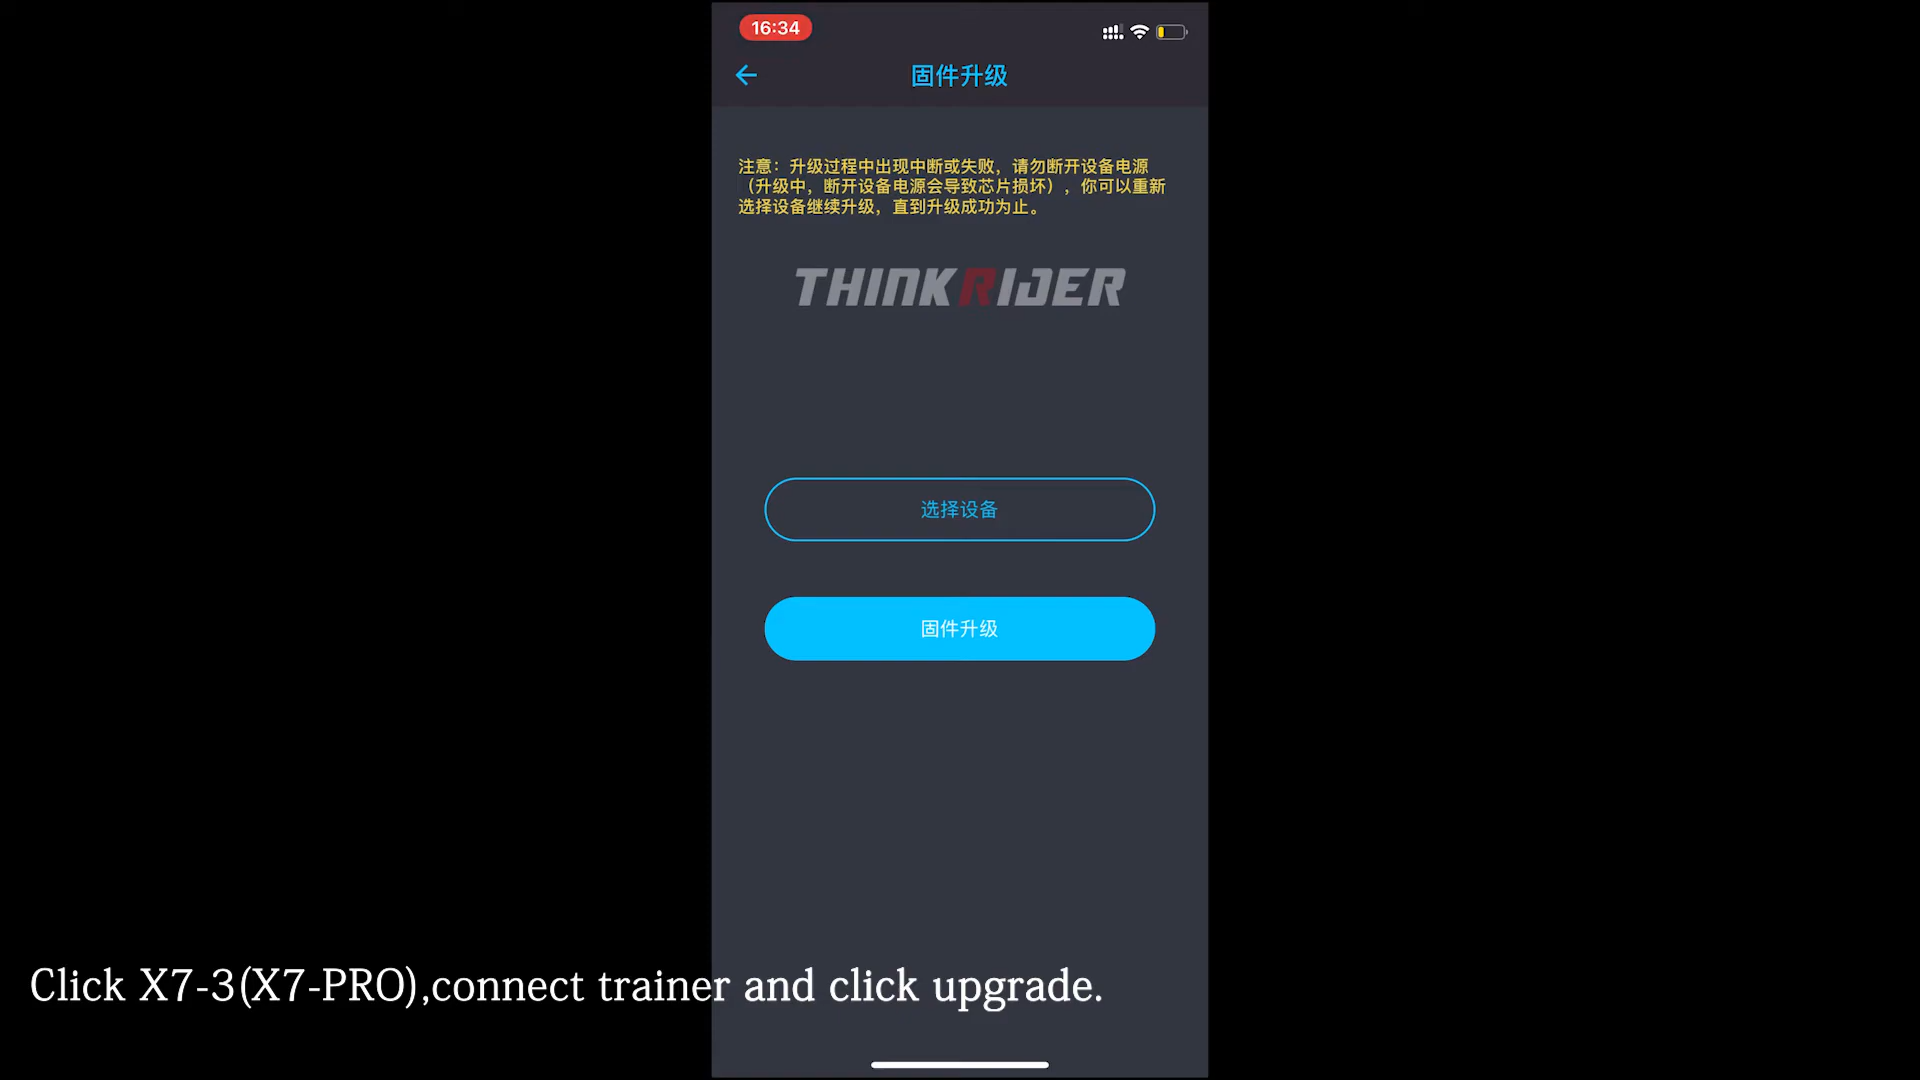 16:34
固件升级
注意：升级过程中出现中断或失败，请勿断开设备电源
（升级中，断开设备电源会导致芯片损坏），你可以重新
选择设备继续升级，直到升级成功为止。
THINKRIDER
选择设备
固件升级
Click X7-3(X7-PRO),connect trainer and click upgrade.